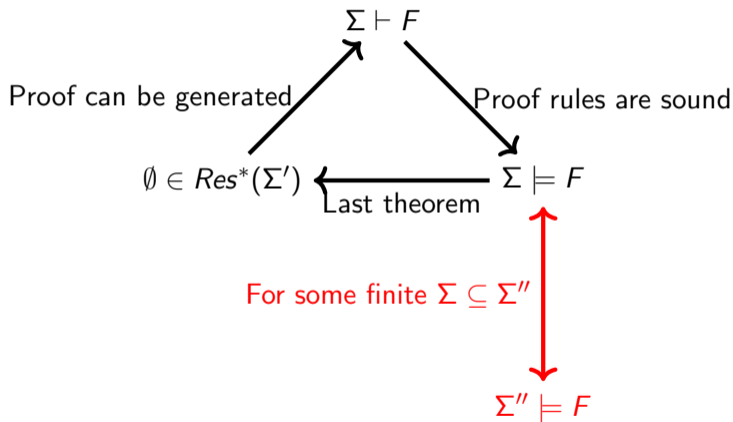 Σ ⊢ F
Proof can be generated
Proof rules are sound
∅ ∈ Res*(Σ′)
Σ ⊨ F
Last theorem
For some finite Σ ⊆ Σ″
Σ″ ⊨ F